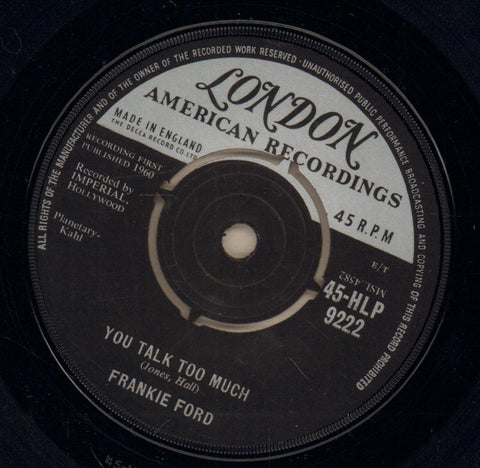 ALL RIGHTS OF THE MANUFACTURER AND OF THE OWNER OF THE RECORDED WORK RESERVED · UNAUTHORISED PUBLIC PERFORMANCE BROADCASTING AND COPYING OF THIS RECORD PROHIBITED
LONDON
AMERICAN RECORDINGS
MADE IN ENGLAND
THE DECCA RECORD CO. LTD.
45 R.P.M
RECORDING FIRST
PUBLISHED 1960
Recorded by
IMPERIAL,
HOLLYWOOD
Planetary-
Kahl
E/T
MSL.4582
45-HLP
9222
YOU TALK TOO MUCH
(Jones, Hall)
FRANKIE FORD